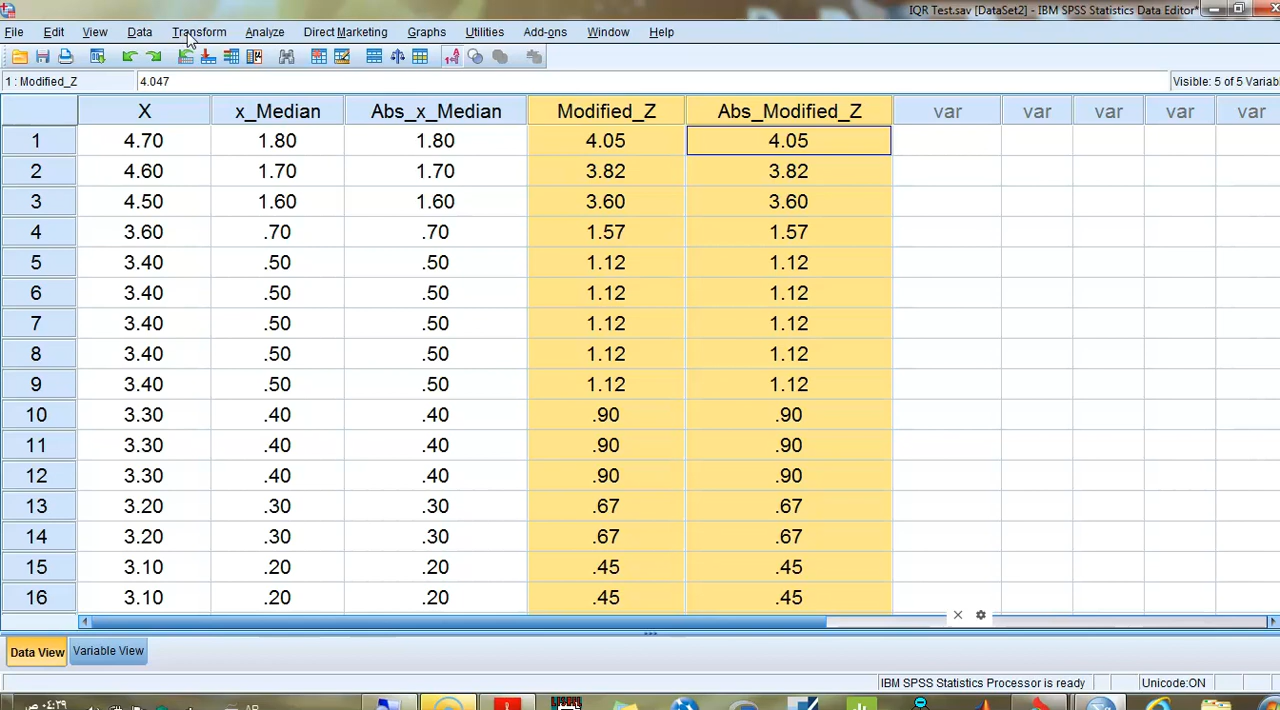 IQR Test.sav [DataSet2] - IBM SPSS Statistics Data Editor*
File Edit View Data Transform Analyze Direct Marketing Graphs Utilities Add-ons Window Help
1 : Modified_Z 4.047 Visible: 5 of 5 Variab
X x_Median Abs_x_Median Modified_Z Abs_Modified_Z var var var var var
1 4.70 1.80 1.80 4.05 4.05
2 4.60 1.70 1.70 3.82 3.82
3 4.50 1.60 1.60 3.60 3.60
4 3.60 .70 .70 1.57 1.57
5 3.40 .50 .50 1.12 1.12
6 3.40 .50 .50 1.12 1.12
7 3.40 .50 .50 1.12 1.12
8 3.40 .50 .50 1.12 1.12
9 3.40 .50 .50 1.12 1.12
10 3.30 .40 .40 .90 .90
11 3.30 .40 .40 .90 .90
12 3.30 .40 .40 .90 .90
13 3.20 .30 .30 .67 .67
14 3.20 .30 .30 .67 .67
15 3.10 .20 .20 .45 .45
16 3.10 .20 .20 .45 .45
Data View Variable View
IBM SPSS Statistics Processor is ready Unicode:ON